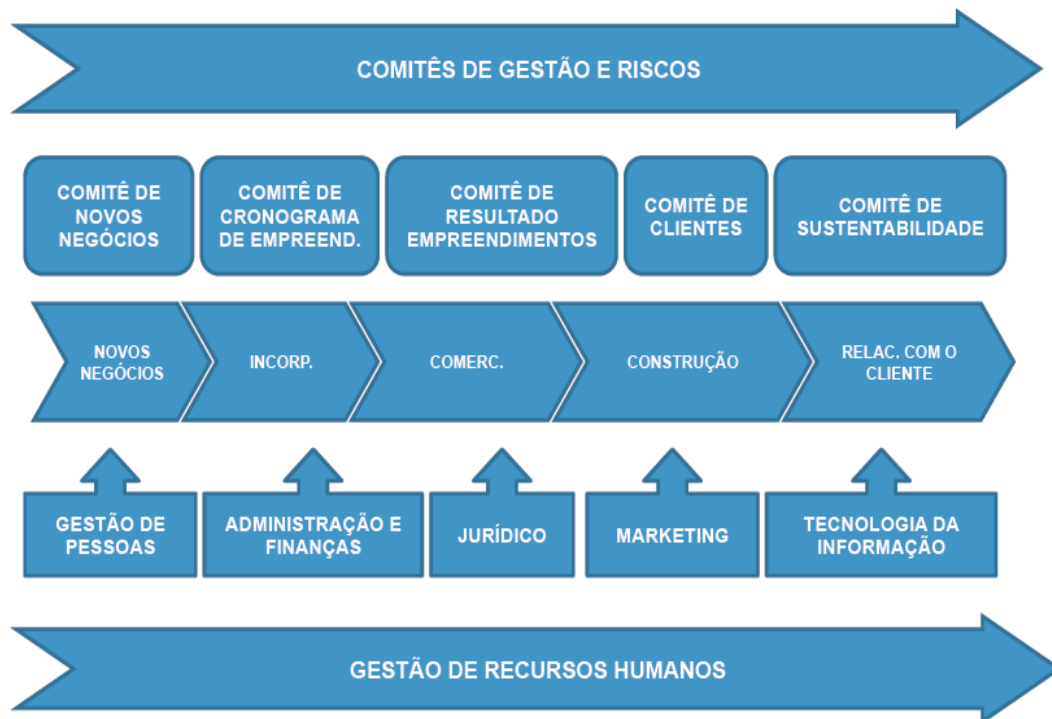 COMITÊS DE GESTÃO E RISCOS
COMITÊ DE
NOVOS
NEGÓCIOS
COMITÊ DE
CRONOGRAMA
DE EMPREEND.
COMITÊ DE
RESULTADO
EMPREENDIMENTOS
COMITÊ DE
CLIENTES
COMITÊ DE
SUSTENTABILIDADE
NOVOS
NEGÓCIOS
INCORP.
COMERC.
CONSTRUÇÃO
RELAC. COM O
CLIENTE
GESTÃO DE
PESSOAS
ADMINISTRAÇÃO E
FINANÇAS
JURÍDICO
MARKETING
TECNOLOGIA DA
INFORMAÇÃO
GESTÃO DE RECURSOS HUMANOS